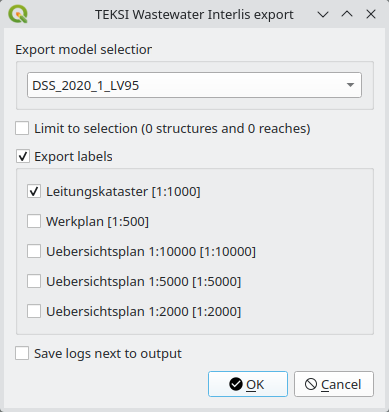 TEKSI Wastewater Interlis export
Export model selectior
DSS_2020_1_LV95
Limit to selection (0 structures and 0 reaches)
Export labels
Leitungskataster [1:1000]
Werkplan [1:500]
Uebersichtsplan 1:10000 [1:10000]
Uebersichtsplan 1:5000 [1:5000]
Uebersichtsplan 1:2000 [1:2000]
Save logs next to output
OK
Cancel